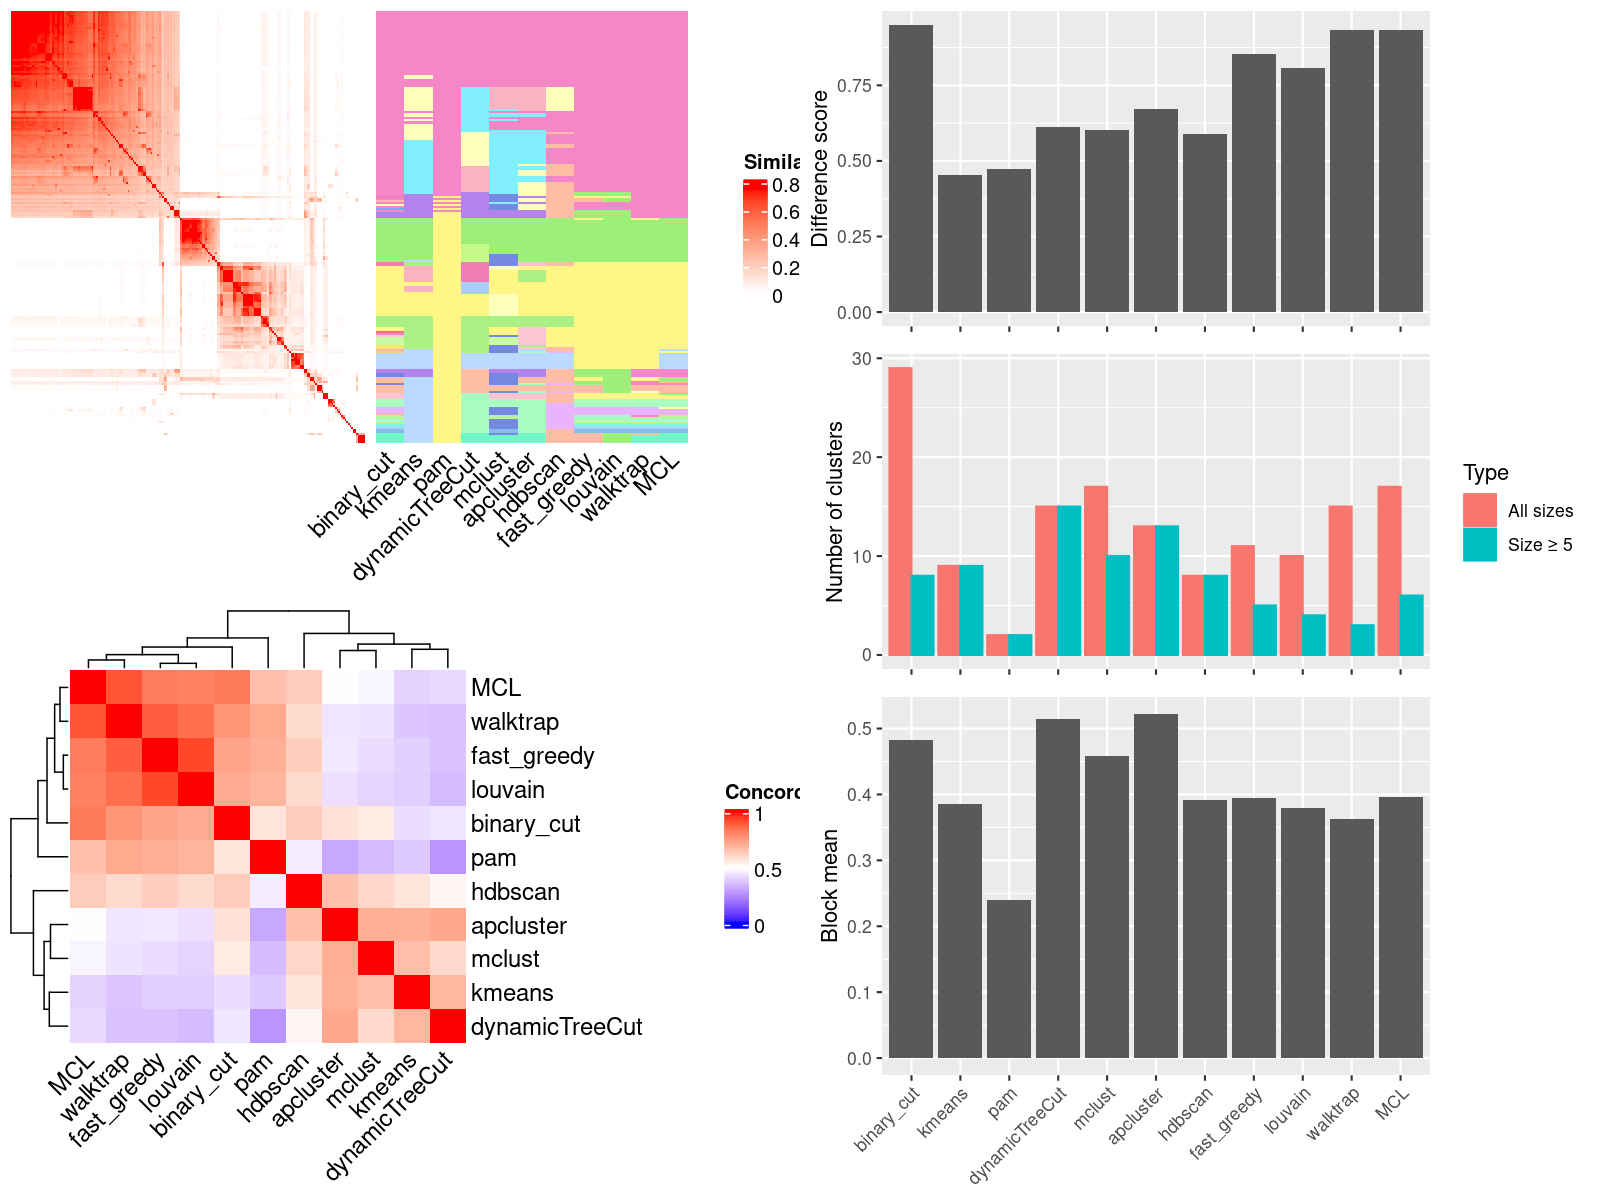 Simila
0.8
0.6
0.4
0.2
0
binary_cut
kmeans
pam
dynamicTreeCut
mclust
apcluster
hdbscan
fast_greedy
louvain
walktrap
MCL
MCL
walktrap
fast_greedy
louvain
binary_cut
pam
hdbscan
apcluster
mclust
kmeans
dynamicTreeCut
MCL
walktrap
fast_greedy
louvain
binary_cut
pam
hdbscan
apcluster
mclust
kmeans
dynamicTreeCut
Concord
1
0.5
0
Difference score
0.75
0.50
0.25
0.00
Number of clusters
30
20
10
0
Type
All sizes
Size ≥ 5
Block mean
0.5
0.4
0.3
0.2
0.1
0.0
binary_cut
kmeans
pam
dynamicTreeCut
mclust
apcluster
hdbscan
fast_greedy
louvain
walktrap
MCL